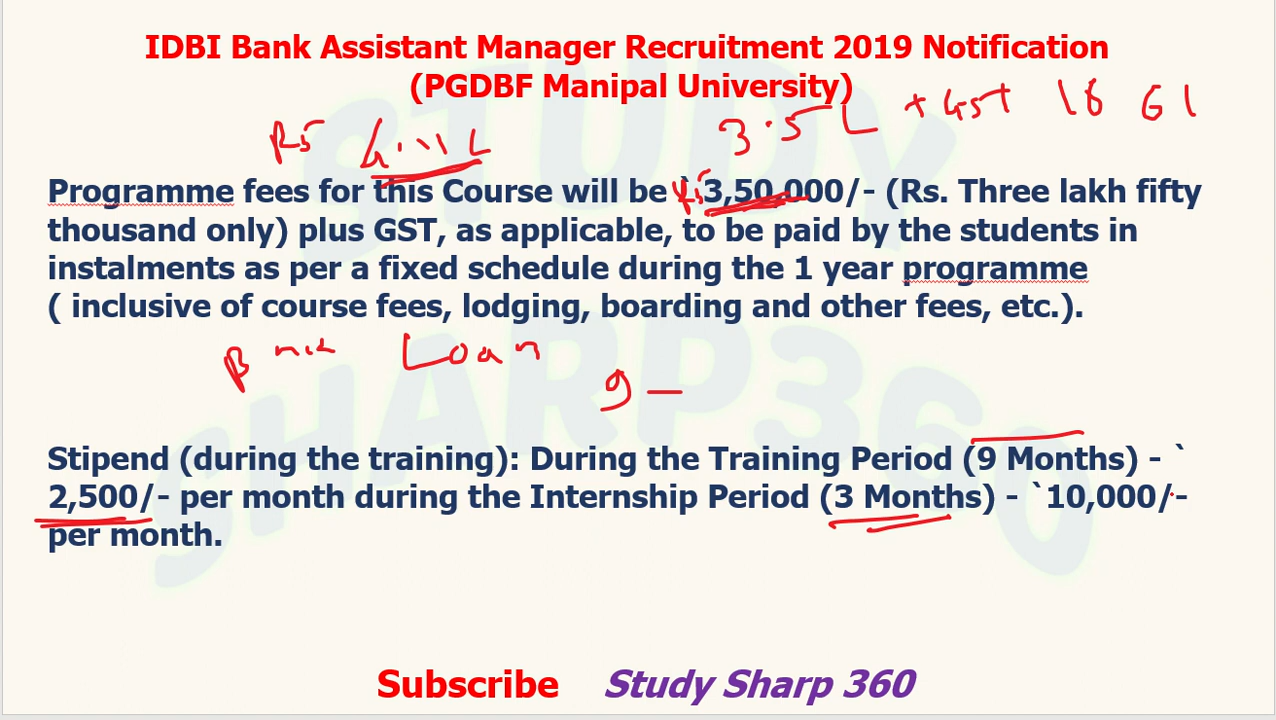 IDBI Bank Assistant Manager Recruitment 2019 Notification
(PGDBF Manipal University)
3.5 L + GST
Programme fees for this Course will be ` 3,50,000/- (Rs. Three lakh fifty
thousand only) plus GST, as applicable, to be paid by the students in
instalments as per a fixed schedule during the 1 year programme
( inclusive of course fees, lodging, boarding and other fees, etc.).
Loan
9 —
Stipend (during the training): During the Training Period (9 Months) - `
2,500/- per month during the Internship Period (3 Months) - `10,000/-
per month.
STUDY
SHARP360
Subscribe Study Sharp 360